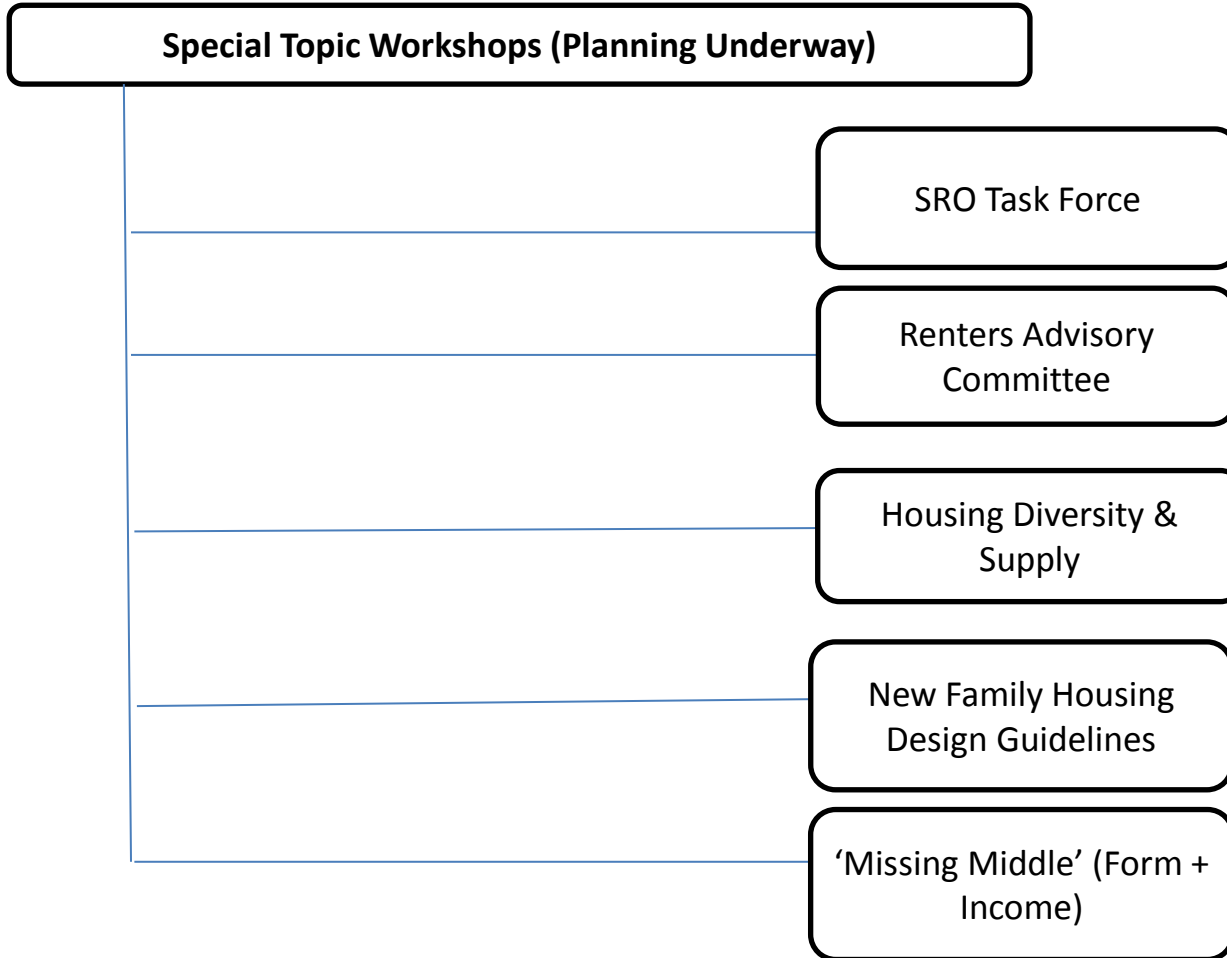 Special Topic Workshops (Planning Underway)
SRO Task Force
Renters Advisory
Committee
Housing Diversity &
Supply
New Family Housing
Design Guidelines
‘Missing Middle’ (Form +
Income)